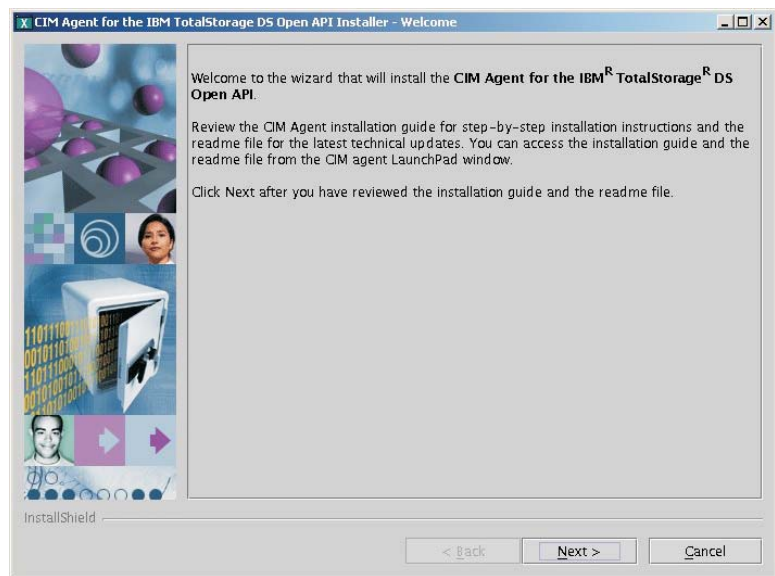 CIM Agent for the IBM TotalStorage DS Open API Installer - Welcome
Welcome to the wizard that will install the CIM Agent for the IBM^R TotalStorage^R DS
Open API.
Review the CIM Agent installation guide for step-by-step installation instructions and the
readme file for the latest technical updates. You can access the installation guide and the
readme file from the CIM agent LaunchPad window.
Click Next after you have reviewed the installation guide and the readme file.
InstallShield
< Back
Next >
Cancel